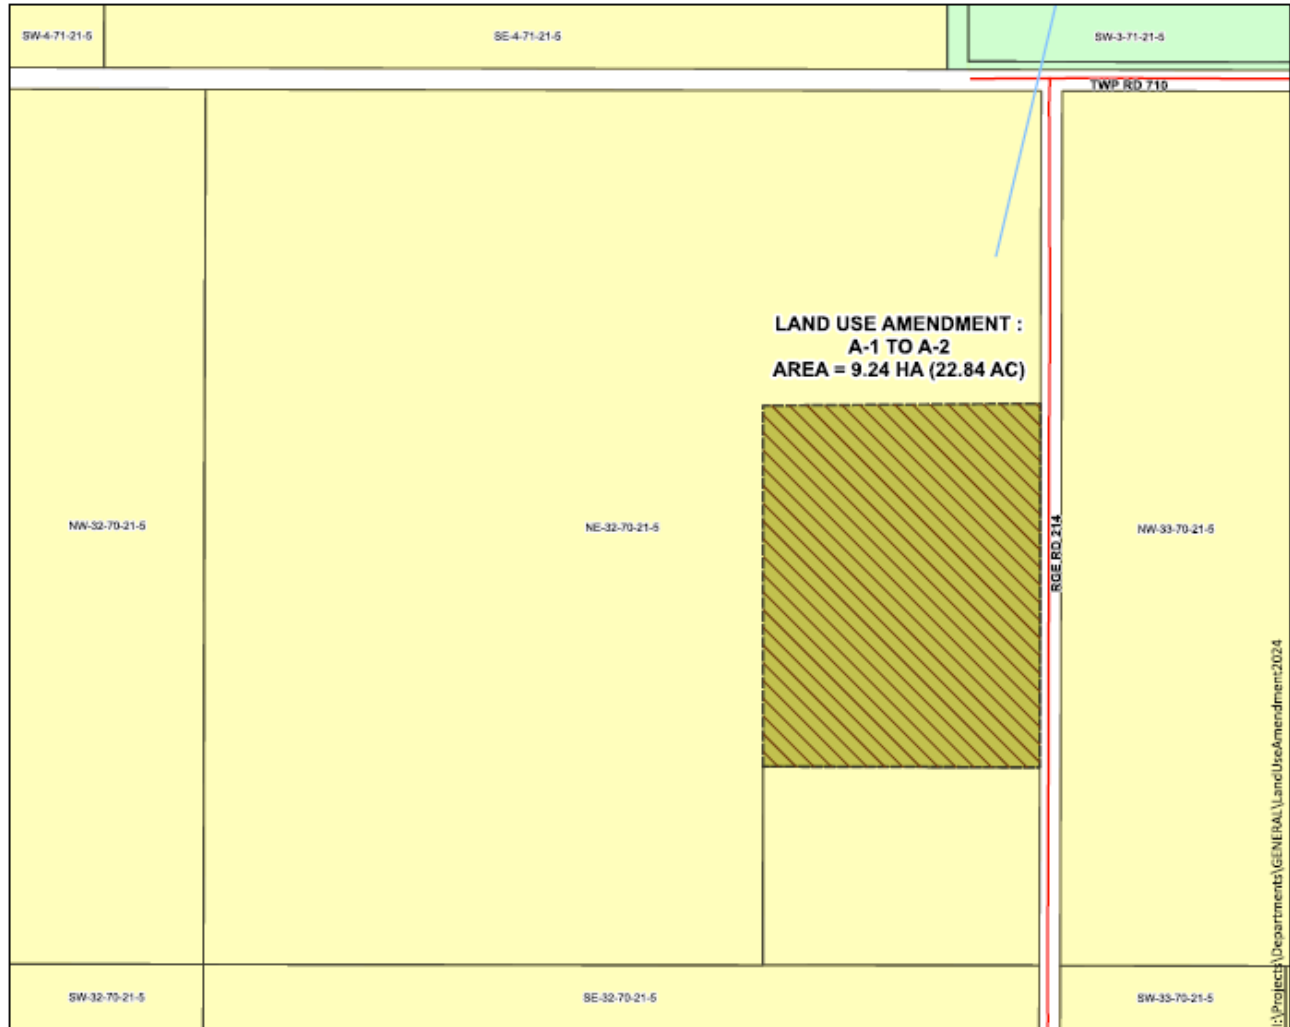 SW-4-71-21-5
SE-4-71-21-5
SW-3-71-21-5
TWP RD 710
LAND USE AMENDMENT :
A-1 TO A-2
AREA = 9.24 HA (22.84 AC)
NW-32-70-21-5
NE-32-70-21-5
RGE RD 214
NW-33-70-21-5
I:\Projects\Departments\GENERAL\LandUseAmendment2024
SW-32-70-21-5
SE-32-70-21-5
SW-33-70-21-5